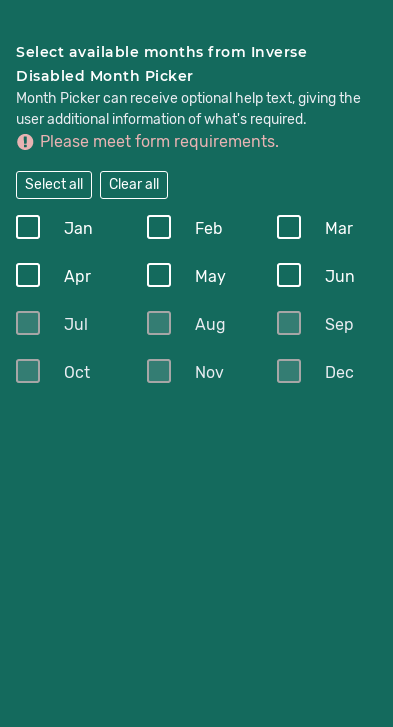 Select available months from Inverse
Disabled Month Picker
Month Picker can receive optional help text, giving the
user additional information of what's required.
Please meet form requirements.
Select all Clear all
Jan Feb Mar
Apr May Jun
Jul Aug Sep
Oct Nov Dec